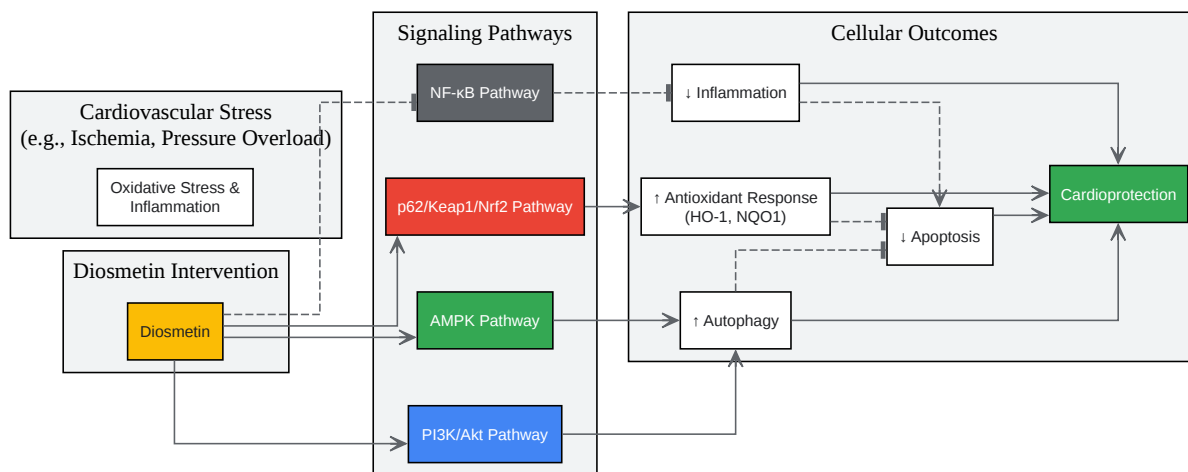 Cardiovascular Stress
(e.g., Ischemia, Pressure Overload)
Oxidative Stress &
Inflammation
Diosmetin Intervention
Diosmetin
Signaling Pathways
NF-κB Pathway
p62/Keap1/Nrf2 Pathway
AMPK Pathway
PI3K/Akt Pathway
Cellular Outcomes
↓ Inflammation
↑ Antioxidant Response
(HO-1, NQO1)
↓ Apoptosis
↑ Autophagy
Cardioprotection